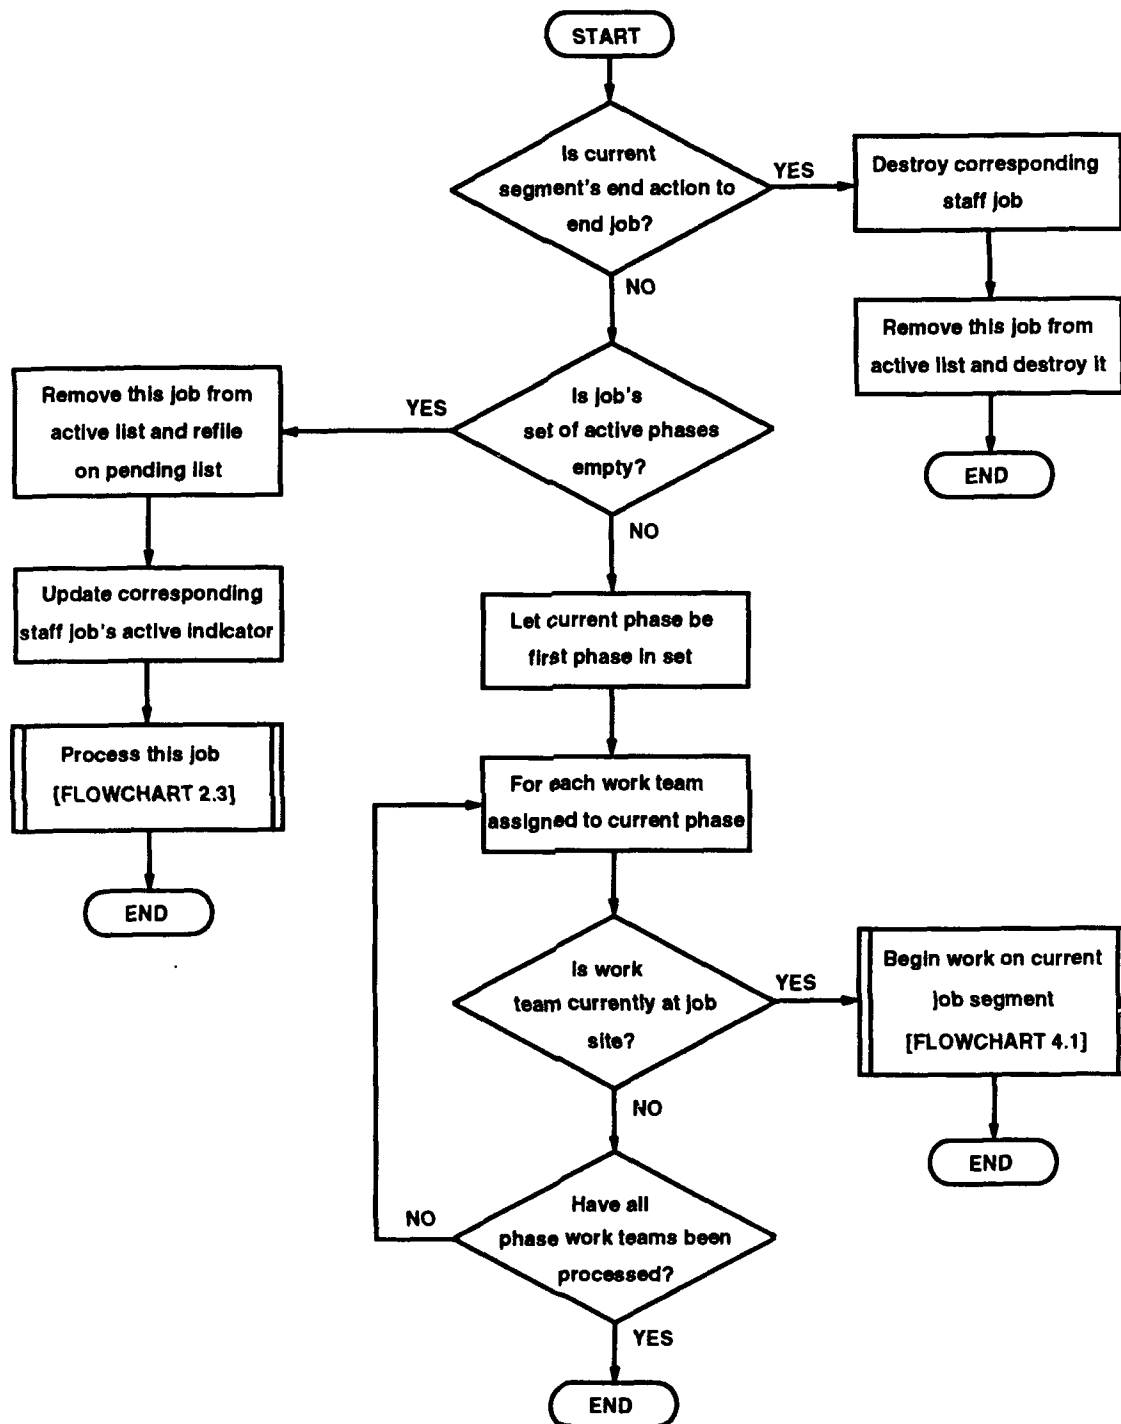 START
Is current
segment's end action to
end job?
YES
Destroy corresponding
staff job
NO
Remove this job from
active list and destroy it
END
Is job's
set of active phases
empty?
YES
Remove this job from
active list and refile
on pending list
NO
Update corresponding
staff job's active indicator
Let current phase be
first phase in set
Process this job
[FLOWCHART 2.3]
END
For each work team
assigned to current phase
Is work
team currently at job
site?
YES
Begin work on current
job segment
[FLOWCHART 4.1]
END
NO
Have all
phase work teams been
processed?
NO
YES
END